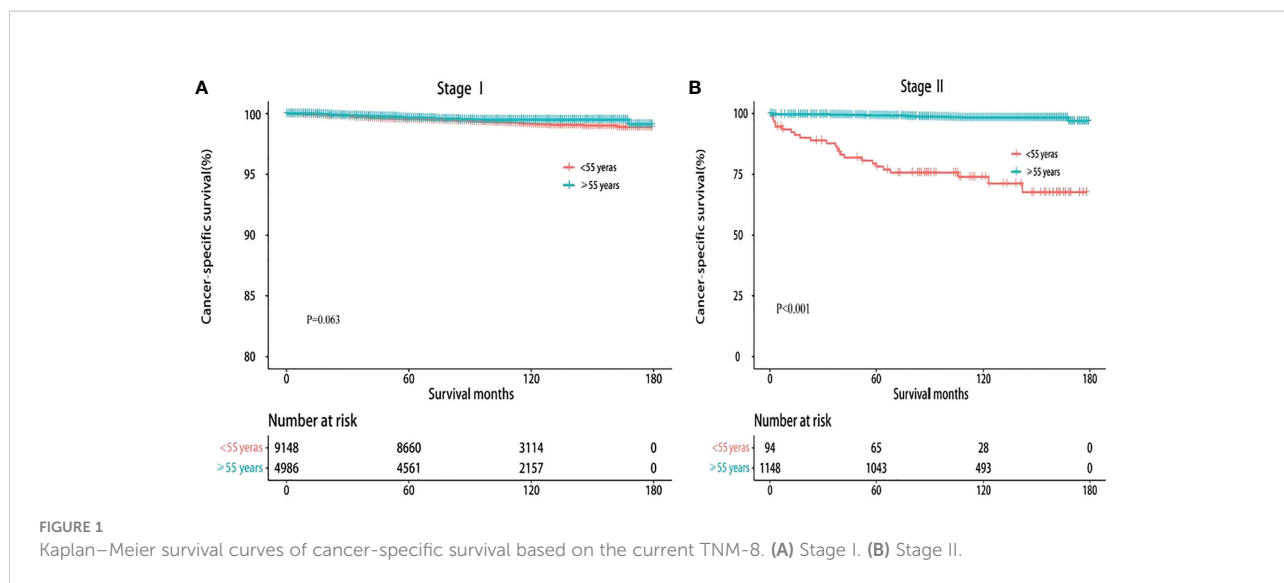 A
Stage I
Cancer-specific survival(%)
100
95
90
85
80
<55 yeras
⩾55 years
P=0.063
0 60 120 180
Survival months
Number at risk
<55 yeras 9148 8660 3114 0
⩾55 years 4986 4561 2157 0
0 60 120 180
B
Stage II
Cancer-specific survival(%)
100
75
50
25
0
<55 yeras
⩾55 years
P<0.001
0 60 120 180
Survival months
Number at risk
<55 yeras 94 65 28 0
⩾55 years 1148 1043 493 0
0 60 120 180
FIGURE 1
Kaplan–Meier survival curves of cancer-specific survival based on the current TNM-8. (A) Stage I. (B) Stage II.